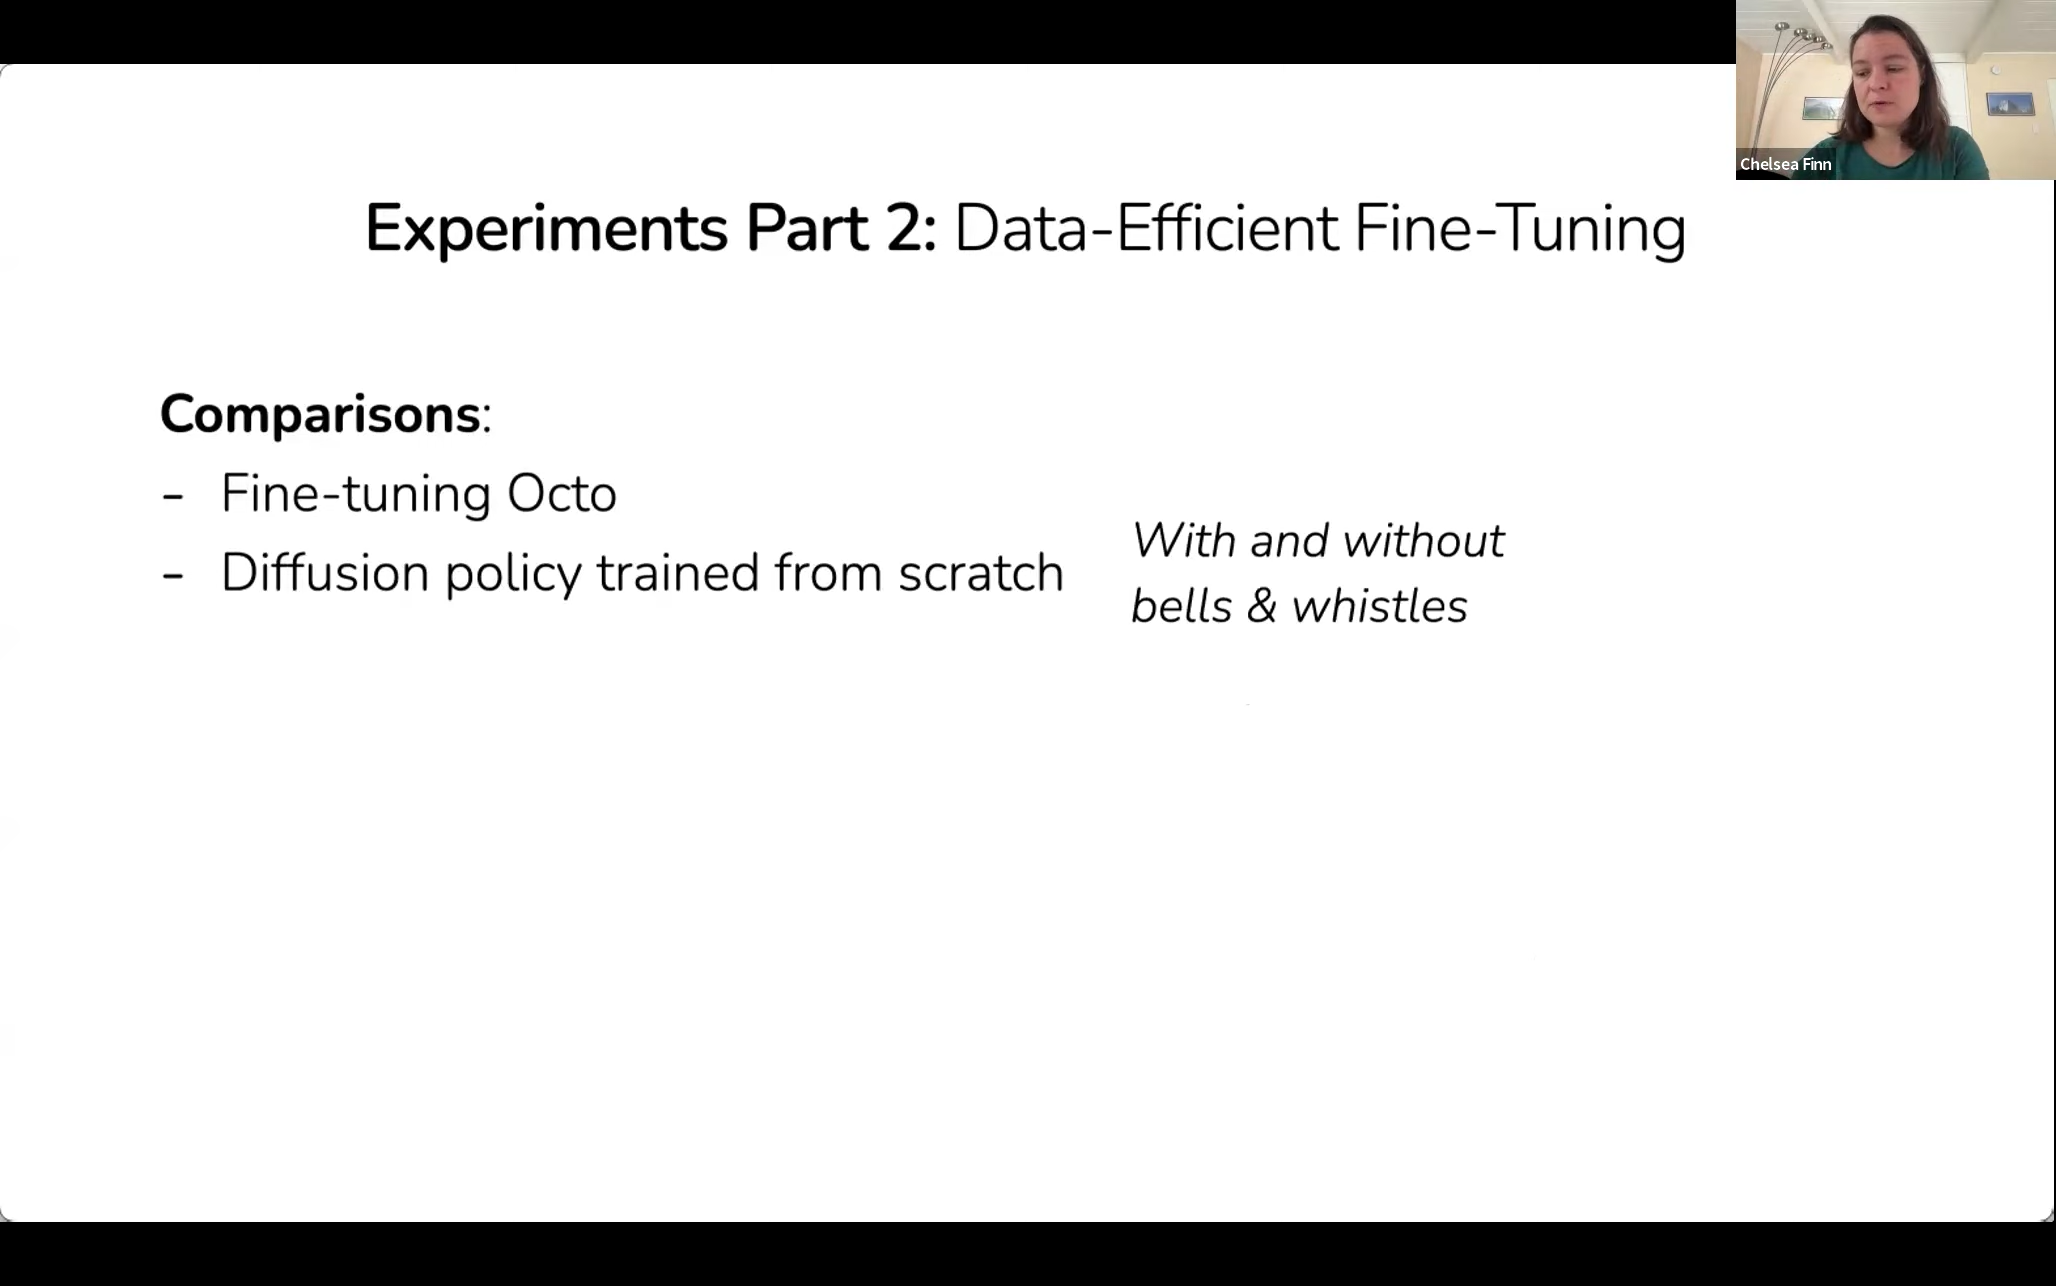 Chelsea Finn
Experiments Part 2: Data-Efficient Fine-Tuning
Comparisons:
- Fine-tuning Octo
- Diffusion policy trained from scratch
With and without
bells & whistles